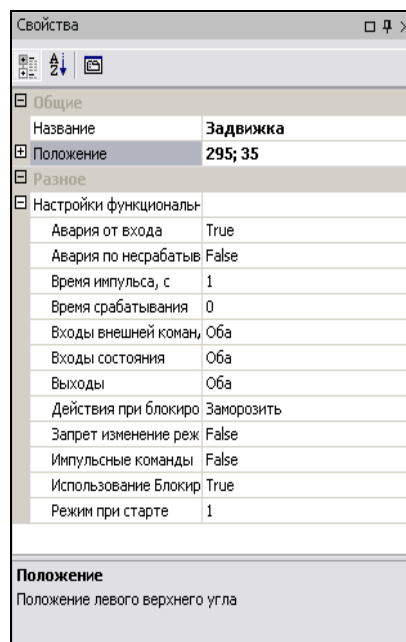 Свойства
Общие
Название Задвижка
Положение 295; 35
Разное
Настройки функциональн
Авария от входа True
Авария по несрабатыв False
Время импульса, с 1
Время срабатывания 0
Входы внешней коман, Оба
Входы состояния Оба
Выходы Оба
Действия при блокиро Заморозить
Запрет изменение реж False
Импульсные команды False
Использование Блокир True
Режим при старте 1
Положение
Положение левого верхнего угла